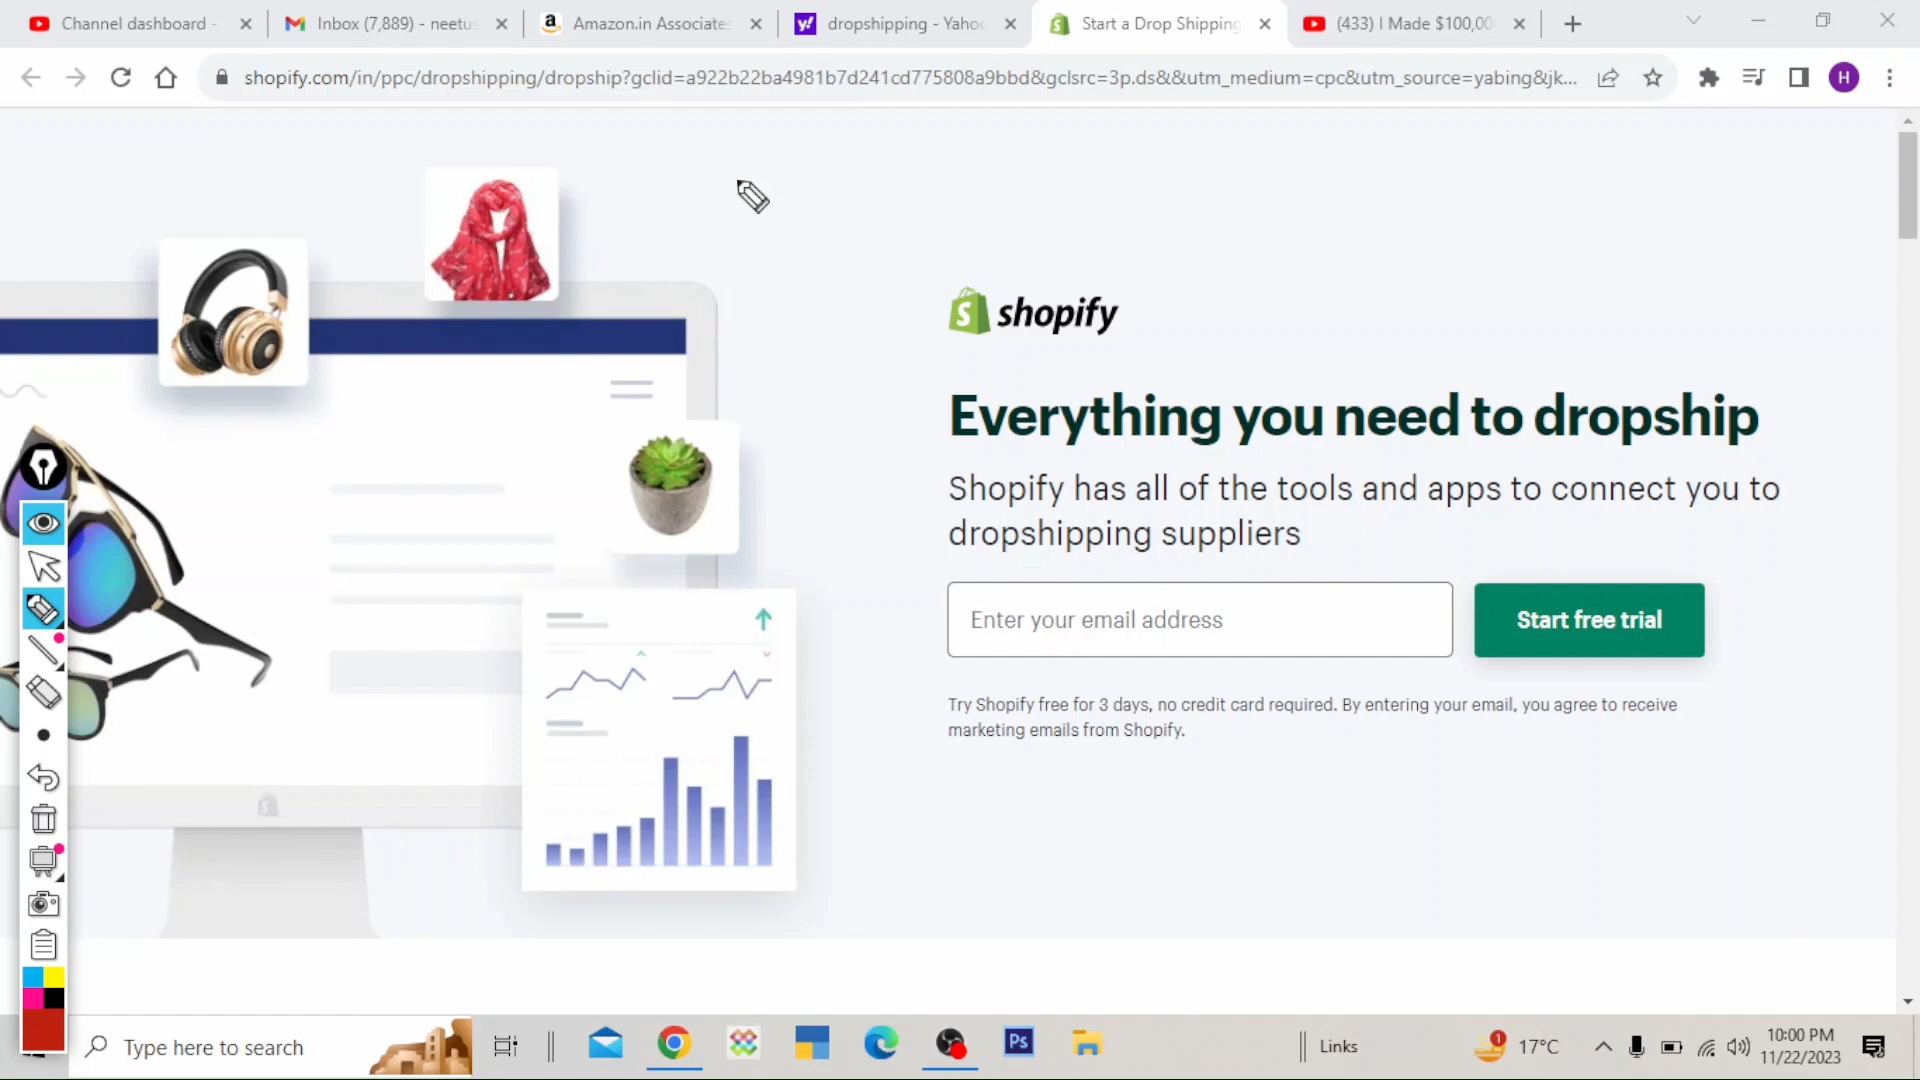 Channel dashboard -
Inbox (7,889) - neetus
Amazon.in Associates
dropshipping - Yahoo
Start a Drop Shipping
(433) I Made $100,00
shopify.com/in/ppc/dropshipping/dropship?gclid=a922b22ba4981b7d241cd775808a9bbd&gclsrc=3p.ds&&utm_medium=cpc&utm_source=yabing&jk...
H
shopify
Everything you need to dropship
Shopify has all of the tools and apps to connect you to
dropshipping suppliers
Enter your email address
Start free trial
Try Shopify free for 3 days, no credit card required. By entering your email, you agree to receive
marketing emails from Shopify.
Type here to search
Ps
Links
1
17°C
10:00 PM
11/22/2023